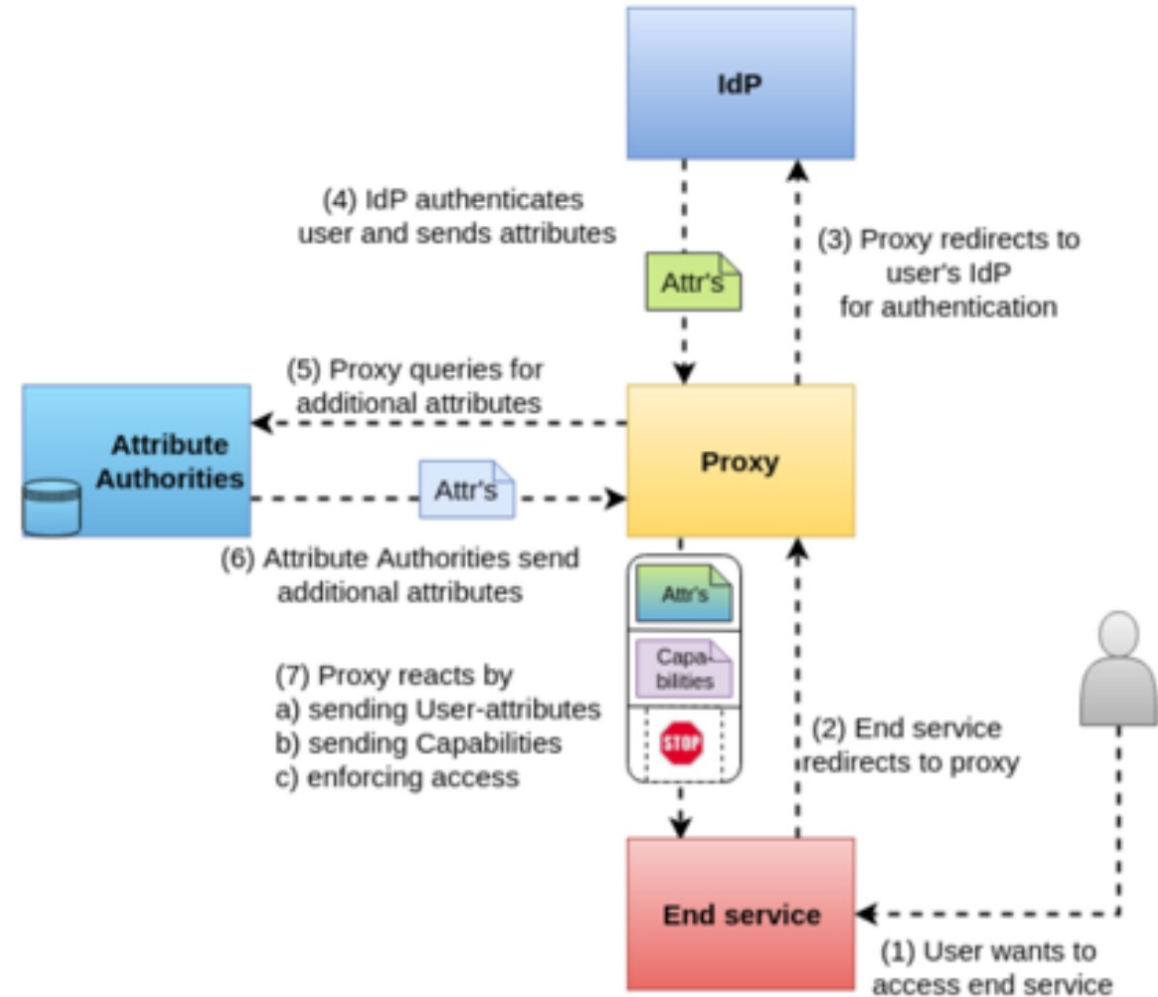 IdP
(4) IdP authenticates
user and sends attributes
Attr's
(3) Proxy redirects to
user's IdP
for authentication
(5) Proxy queries for
additional attributes
Attribute
Authorities
Proxy
Attr's
(6) Attribute Authorities send
additional attributes
Attr's
Capa-
bilities
STOP
(7) Proxy reacts by
a) sending User-attributes
b) sending Capabilities
c) enforcing access
(2) End service
redirects to proxy
End service
(1) User wants to
access end service